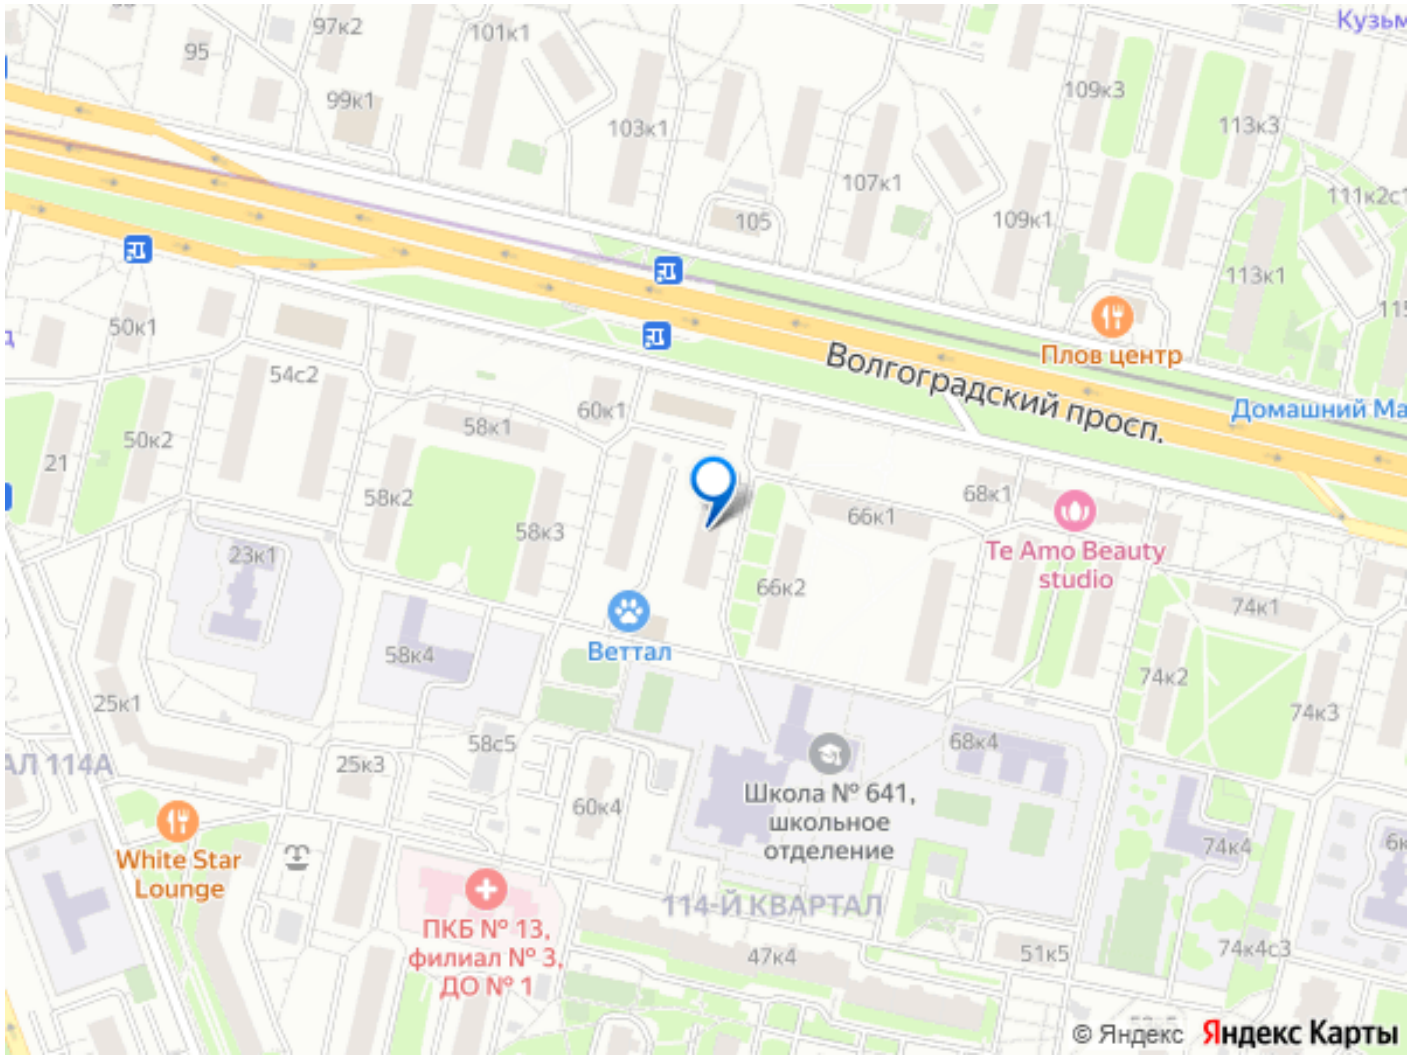 97к2
101к1
Кузьм
95
99к1
103к1
109к3
113к3
107к1
111к2с1
105
109к1
113к1
115
50к1
Плов центр
Волгоградский просп.
54с2
60к1
58к1
Домашний Ма
50к2
21
58к2
68к1
66к1
58к3
Te Amo Beauty
studio
23к1
66к2
74к1
Веттал
58к4
74к2
25к1
74к3
58с5
68к4
АЛ 114А
25к3
60к4
Школа № 641,
школьное
отделение
74к4
6к
White Star
Lounge
114-Й КВАРТАЛ
ПКБ № 13,
филиал № 3,
ДО № 1
47к4
51к5
74к4с3
© Яндекс Яндекс Карты